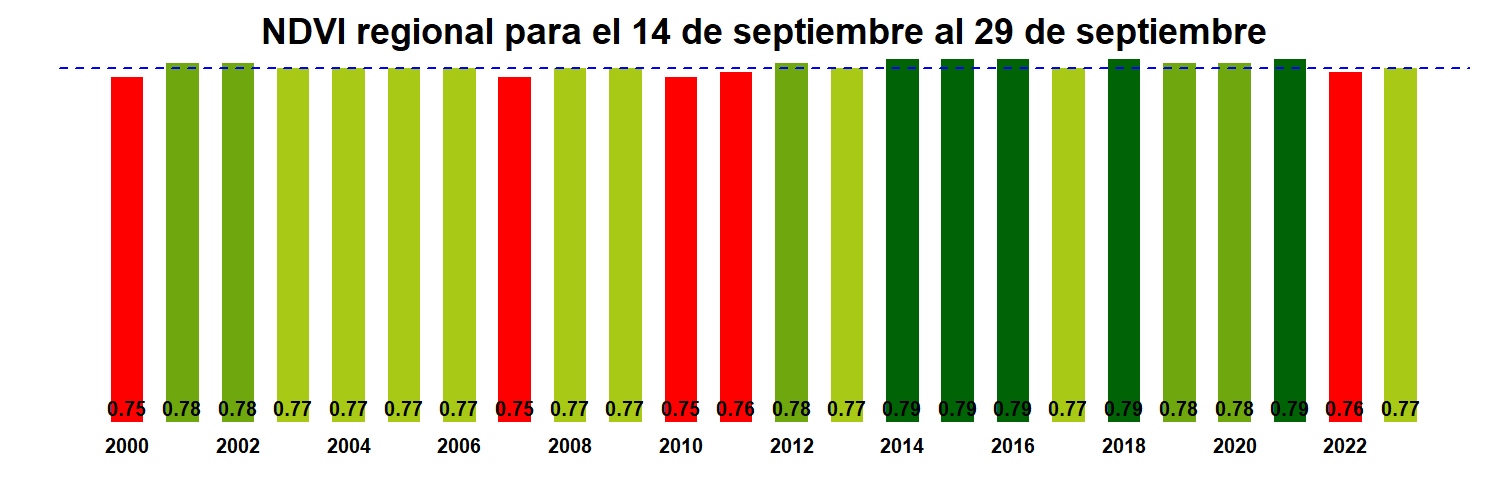 NDVI regional para el 14 de septiembre al 29 de septiembre
0.75 0.78 0.78 0.77 0.77 0.77 0.77 0.75 0.77 0.77 0.75 0.76 0.78 0.77 0.79 0.79 0.79 0.77 0.79 0.78 0.78 0.79 0.76 0.77
2000 2002 2004 2006 2008 2010 2012 2014 2016 2018 2020 2022